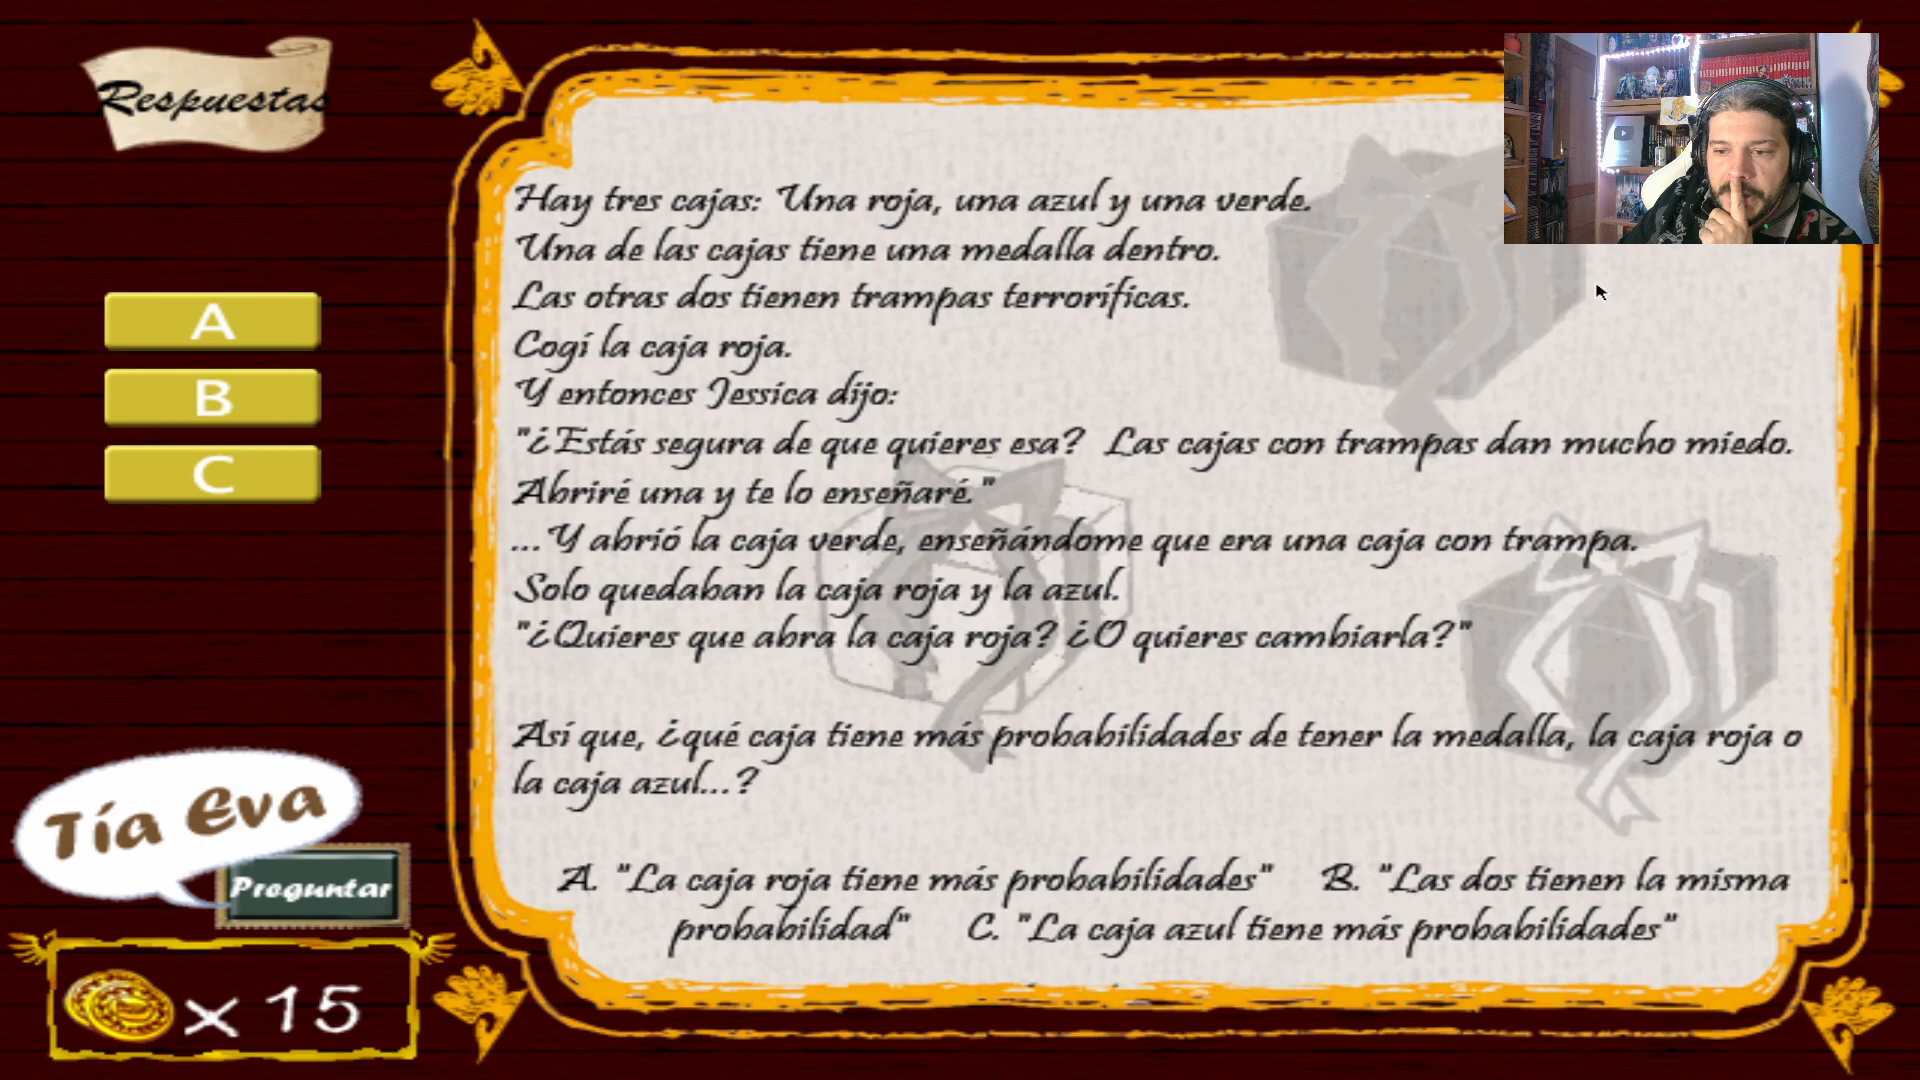 Respuestas
A
B
C
Hay tres cajas: Una roja, una azul y una verde.
Una de las cajas tiene una medalla dentro.
Las otras dos tienen trampas terroríficas.
Cogí la caja roja.
Y entonces Jessica dijo:
"¿Estás segura de que quieres esa? Las cajas con trampas dan mucho miedo.
Abriré una y te lo enseñaré."
...Y abrió la caja verde, enseñándome que era una caja con trampa.
Solo quedaban la caja roja y la azul.
"¿Quieres que abra la caja roja? ¿O quieres cambiarla?"
Así que, ¿qué caja tiene más probabilidades de tener la medalla, la caja roja o
la caja azul...?
A. "La caja roja tiene más probabilidades" B. "Las dos tienen la misma
probabilidad" C. "La caja azul tiene más probabilidades"
Tía Eva
Preguntar
x 15